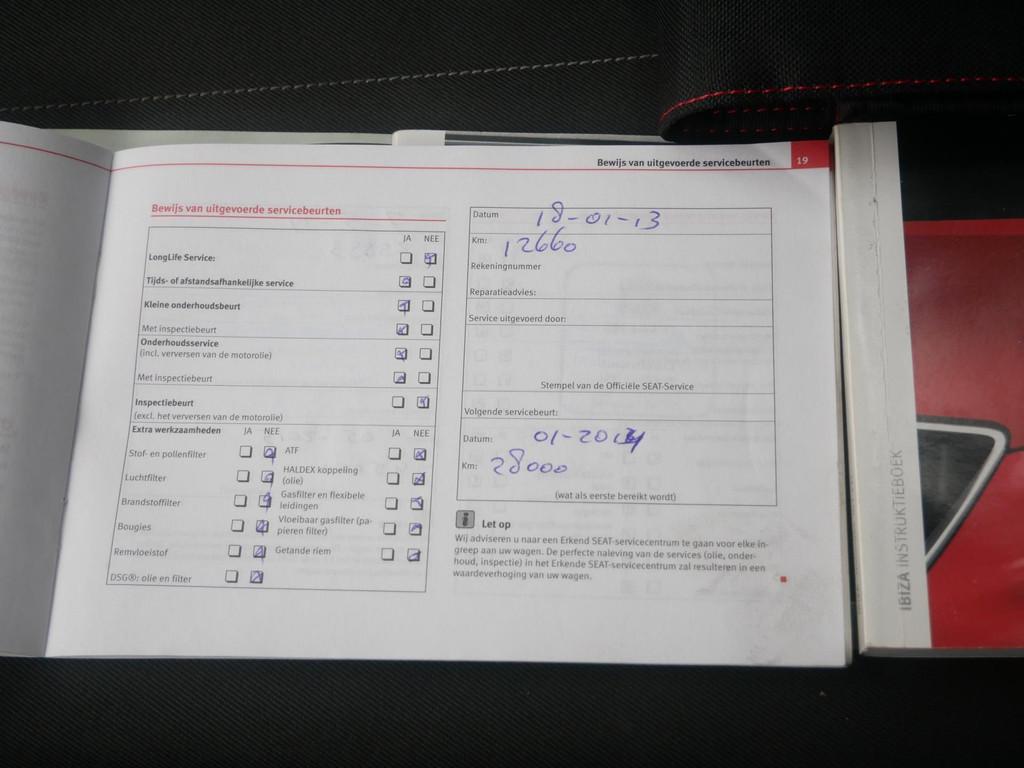 Bewijs van uitgevoerde servicebeurten 19
Bewijs van uitgevoerde servicebeurten
JA NEE
LongLife Service:
Tijds- of afstandsafhankelijke service
Kleine onderhoudsbeurt
Met inspectiebeurt
Onderhoudsservice
(incl. verversen van de motorolie)
Met inspectiebeurt
Inspectiebeurt
(excl. het verversen van de motorolie)
Extra werkzaamheden JA NEE JA NEE
Stof- en pollenfilter
ATF
Luchtfilter
HALDEX koppeling
(olie)
Brandstoffilter
Gasfilter en flexibele
leidingen
Bougies
Vloeibaar gasfilter (pa-
pieren filter)
Remvloeistof
Getande riem
DSG®: olie en filter
Datum 18-01-13
Km: 12660
Rekeningnummer
Reparatieadvies:
Service uitgevoerd door:
Stempel van de Officiële SEAT-Service
Volgende servicebeurt:
Datum: 01-2014
Km: 28000
(wat als eerste bereikt wordt)
i Let op
Wij adviseren u naar een Erkend SEAT-servicecentrum te gaan voor elke in-
greep aan uw wagen. De perfecte naleving van de services (olie, onder-
houd, inspectie) in het Erkende SEAT-servicecentrum zal resulteren in een
waardeverhoging van uw wagen.
IBIZA INSTRUKTIEBOEK